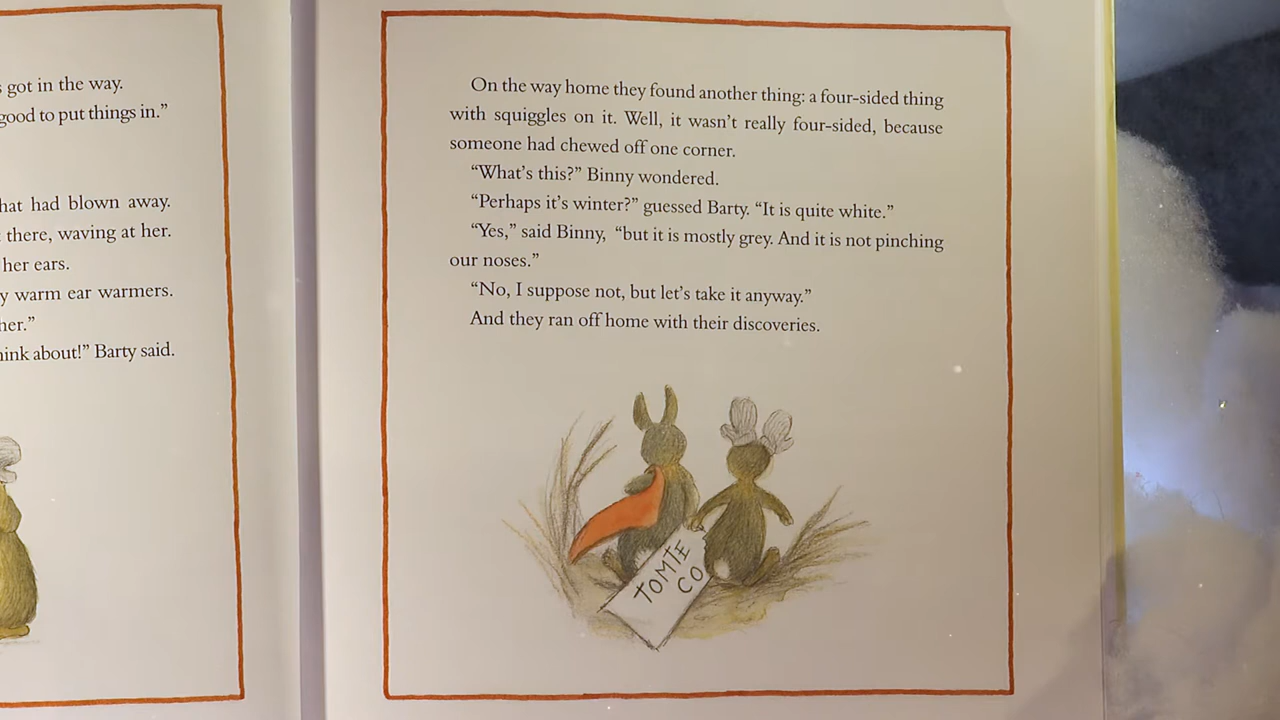 got in the way.
good to put things in.”
had blown away.
there, waving at her.
her ears.
warm ear warmers.
her.”
about!” Barty said.
On the way home they found another thing: a four-sided thing
with squiggles on it. Well, it wasn’t really four-sided, because
someone had chewed off one corner.
“What’s this?” Binny wondered.
“Perhaps it’s winter?” guessed Barty. “It is quite white.”
“Yes,” said Binny, “but it is mostly grey. And it is not pinching
our noses.”
“No, I suppose not, but let’s take it anyway.”
And they ran off home with their discoveries.
TOMTE
CO